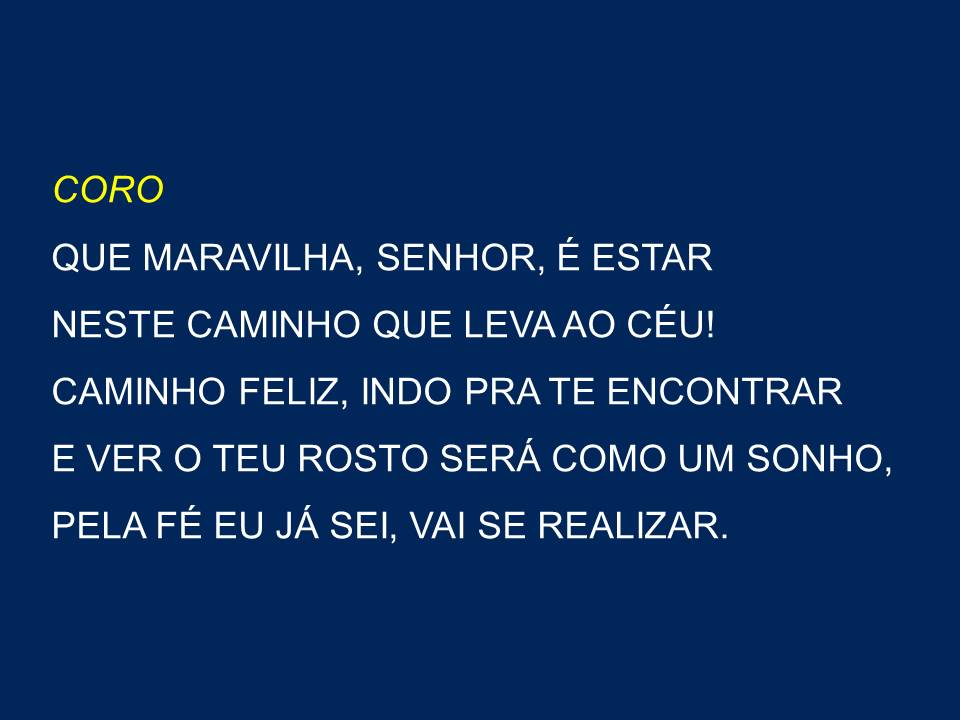 CORO
QUE MARAVILHA, SENHOR, É ESTAR
NESTE CAMINHO QUE LEVA AO CÉU!
CAMINHO FELIZ, INDO PRA TE ENCONTRAR
E VER O TEU ROSTO SERÁ COMO UM SONHO,
PELA FÉ EU JÁ SEI, VAI SE REALIZAR.